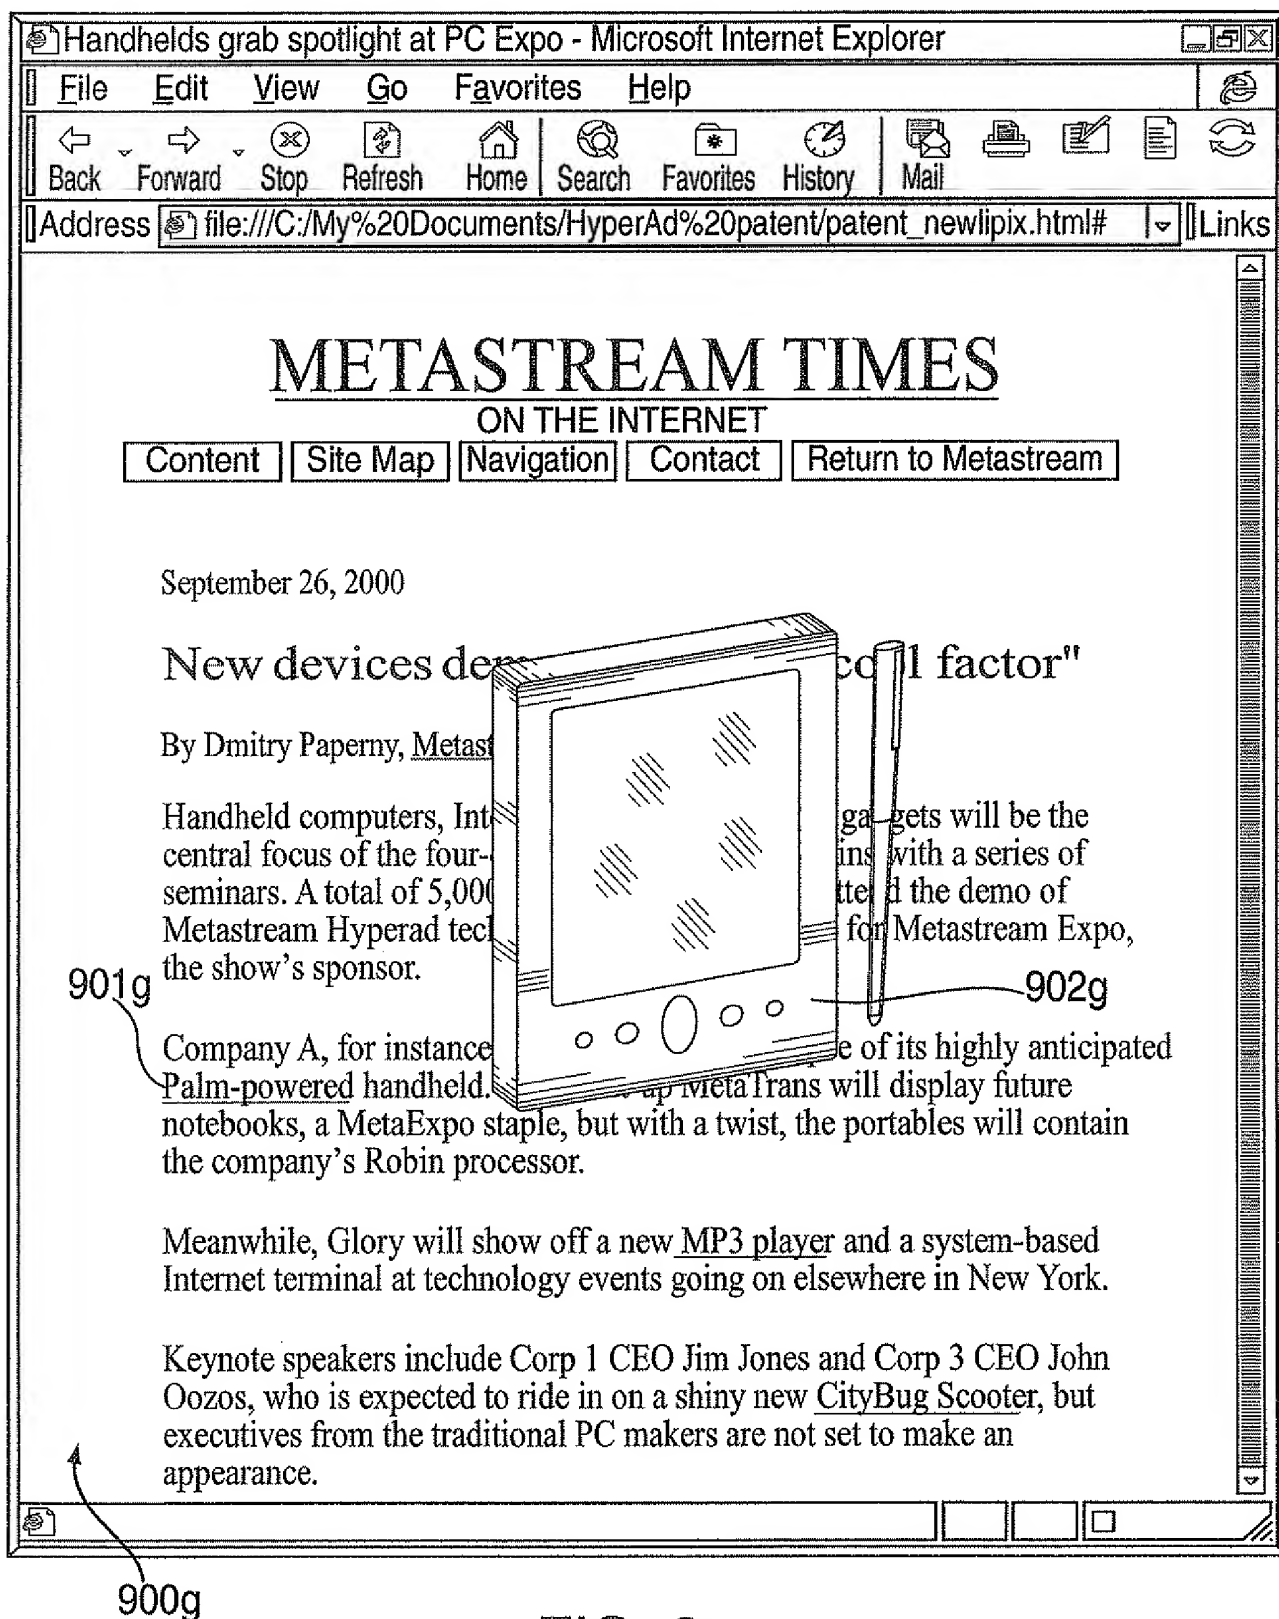 Handhelds grab spotlight at PC Expo - Microsoft Internet Explorer
File Edit View Go Favorites Help
Back Forward Stop Refresh Home Search Favorites History Mail
Address file:///C:/My%20Documents/HyperAd%20patent/patent_newlipix.html# Links
METASTREAM TIMES
ON THE INTERNET
Content Site Map Navigation Contact Return to Metastream
September 26, 2000
New devices factor"
By Dmitry Paperny,
Handheld computers, gadgets will be the
central focus of the with a series of
seminars. A total of the demo of
Metastream Hyperad for Metastream Expo,
the show's sponsor.
901g
902g
Company A, for instance of its highly anticipated
Palm-powered handheld. up MetaTrans will display future
notebooks, a MetaExpo staple, but with a twist, the portables will contain
the company's Robin processor.
Meanwhile, Glory will show off a new MP3 player and a system-based
Internet terminal at technology events going on elsewhere in New York.
Keynote speakers include Corp 1 CEO Jim Jones and Corp 3 CEO John
Oozos, who is expected to ride in on a shiny new CityBug Scooter, but
executives from the traditional PC makers are not set to make an
appearance.
900g